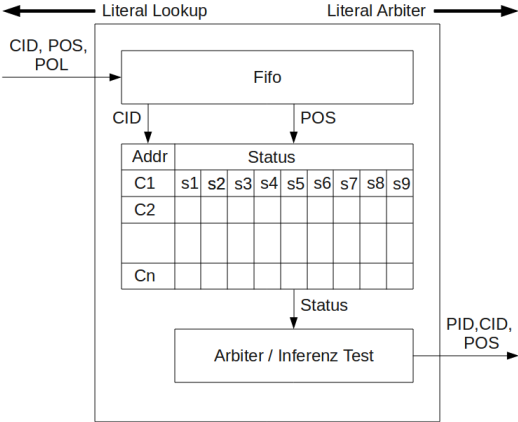 Literal Lookup
Literal Arbiter
CID, POS,
POL
Fifo
CID
POS
Addr
Status
C1 s1 s2 s3 s4 s5 s6 s7 s8 s9
C2
Cn
Status
Arbiter / Inferenz Test
PID,CID,
POS